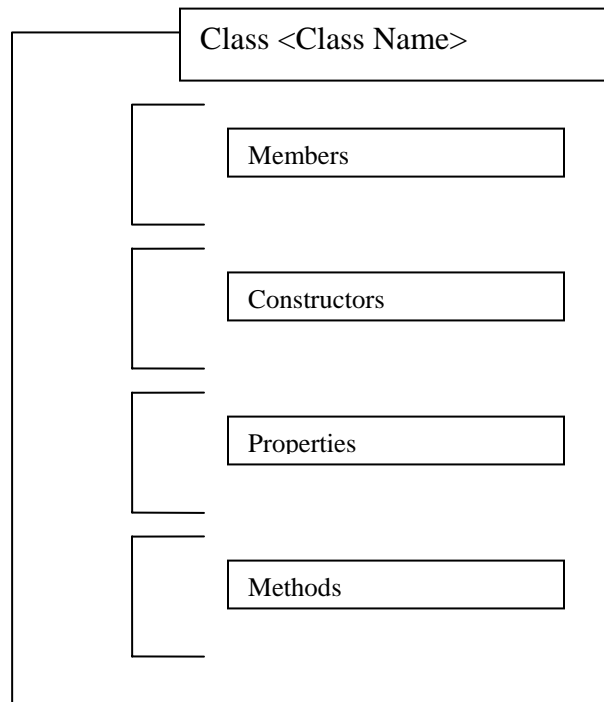 Class <Class Name>
Members
Constructors
Properties
Methods